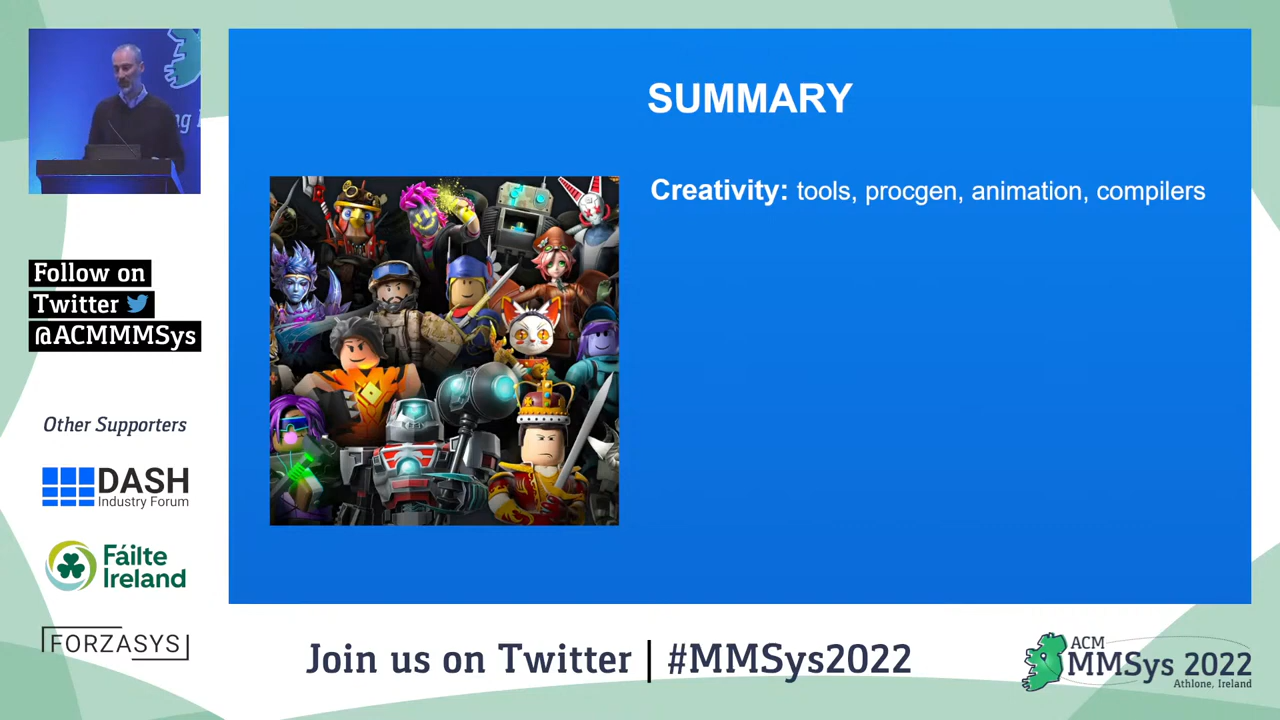 SUMMARY
Creativity: tools, procgen, animation, compilers
Follow on
Twitter
@ACMMMSys
Other Supporters
DASH
Industry Forum
Fáilte
Ireland
FORZASYS
Join us on Twitter | #MMSys2022
ACM
MMSys 2022
Athlone, Ireland